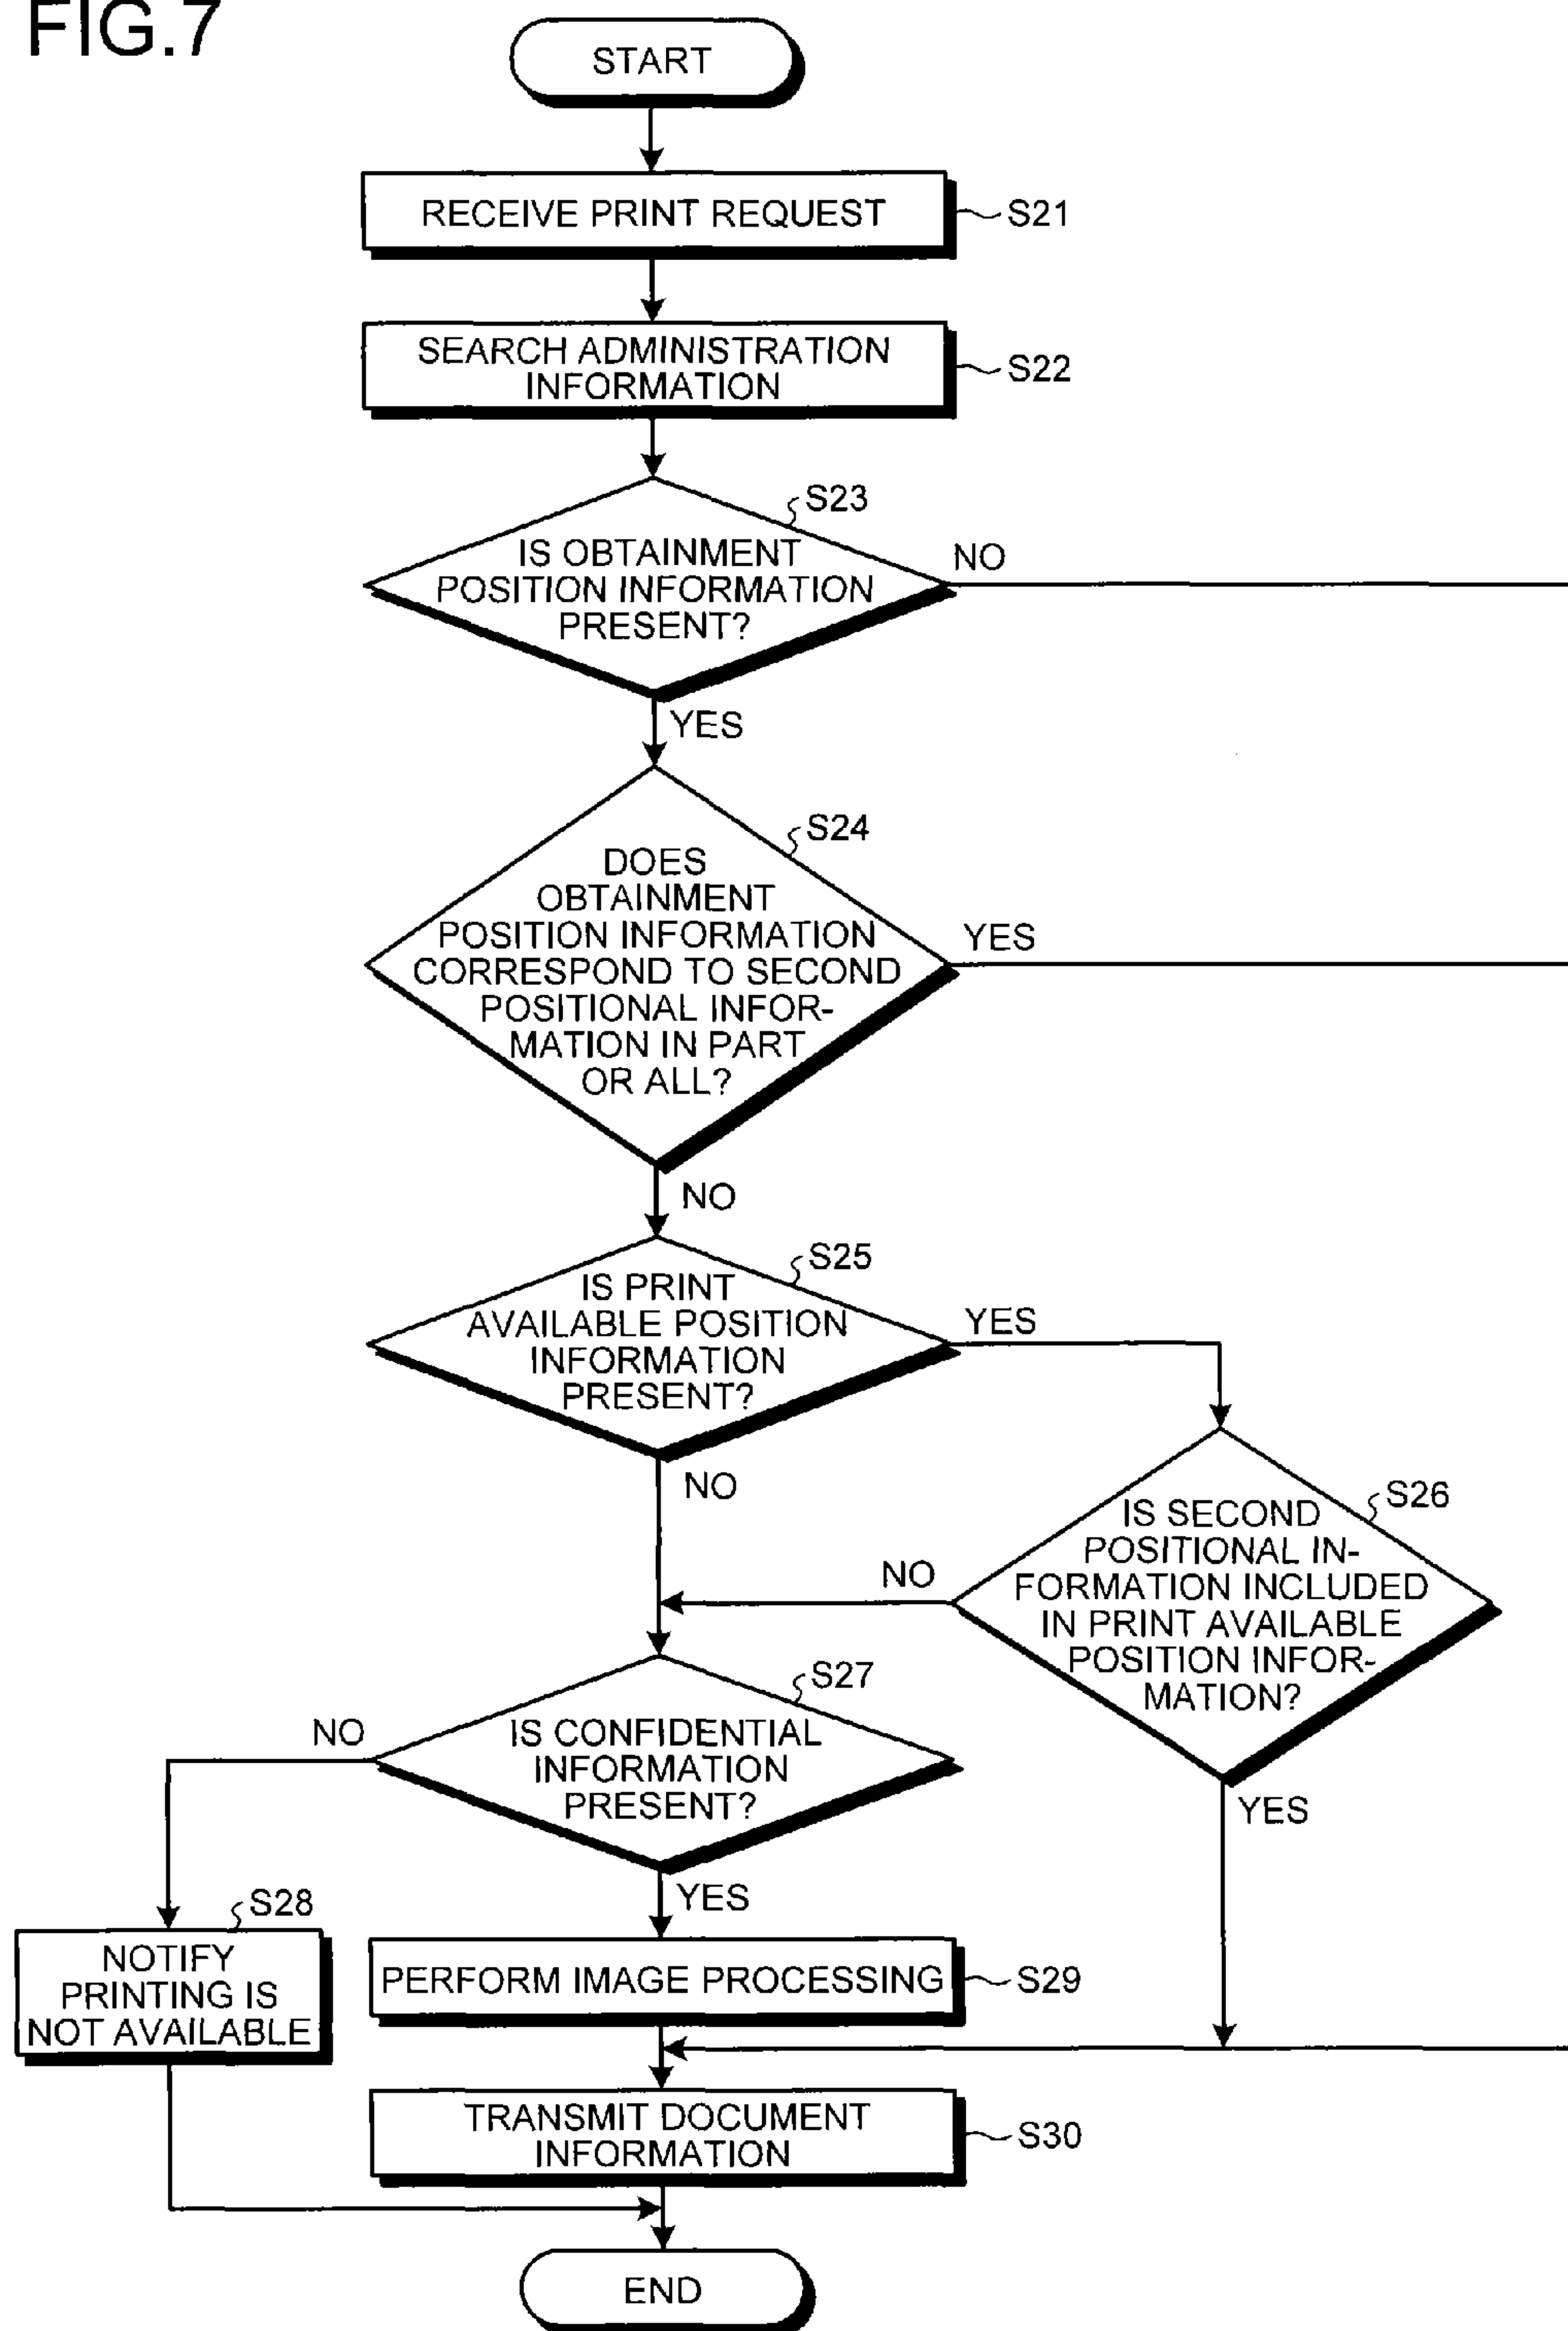 FIG.7
START
RECEIVE PRINT REQUEST
S21
SEARCH ADMINISTRATION
INFORMATION
S22
S23
IS OBTAINMENT
POSITION INFORMATION
PRESENT?
NO
YES
S24
DOES
OBTAINMENT
POSITION INFORMATION
CORRESPOND TO SECOND
POSITIONAL INFOR-
MATION IN PART
OR ALL?
YES
NO
S25
IS PRINT
AVAILABLE POSITION
INFORMATION
PRESENT?
YES
NO
S26
IS SECOND
POSITIONAL IN-
FORMATION INCLUDED
IN PRINT AVAILABLE
POSITION INFOR-
MATION?
NO
YES
S27
IS CONFIDENTIAL
INFORMATION
PRESENT?
NO
YES
S28
NOTIFY
PRINTING IS
NOT AVAILABLE
PERFORM IMAGE PROCESSING
S29
TRANSMIT DOCUMENT
INFORMATION
S30
END